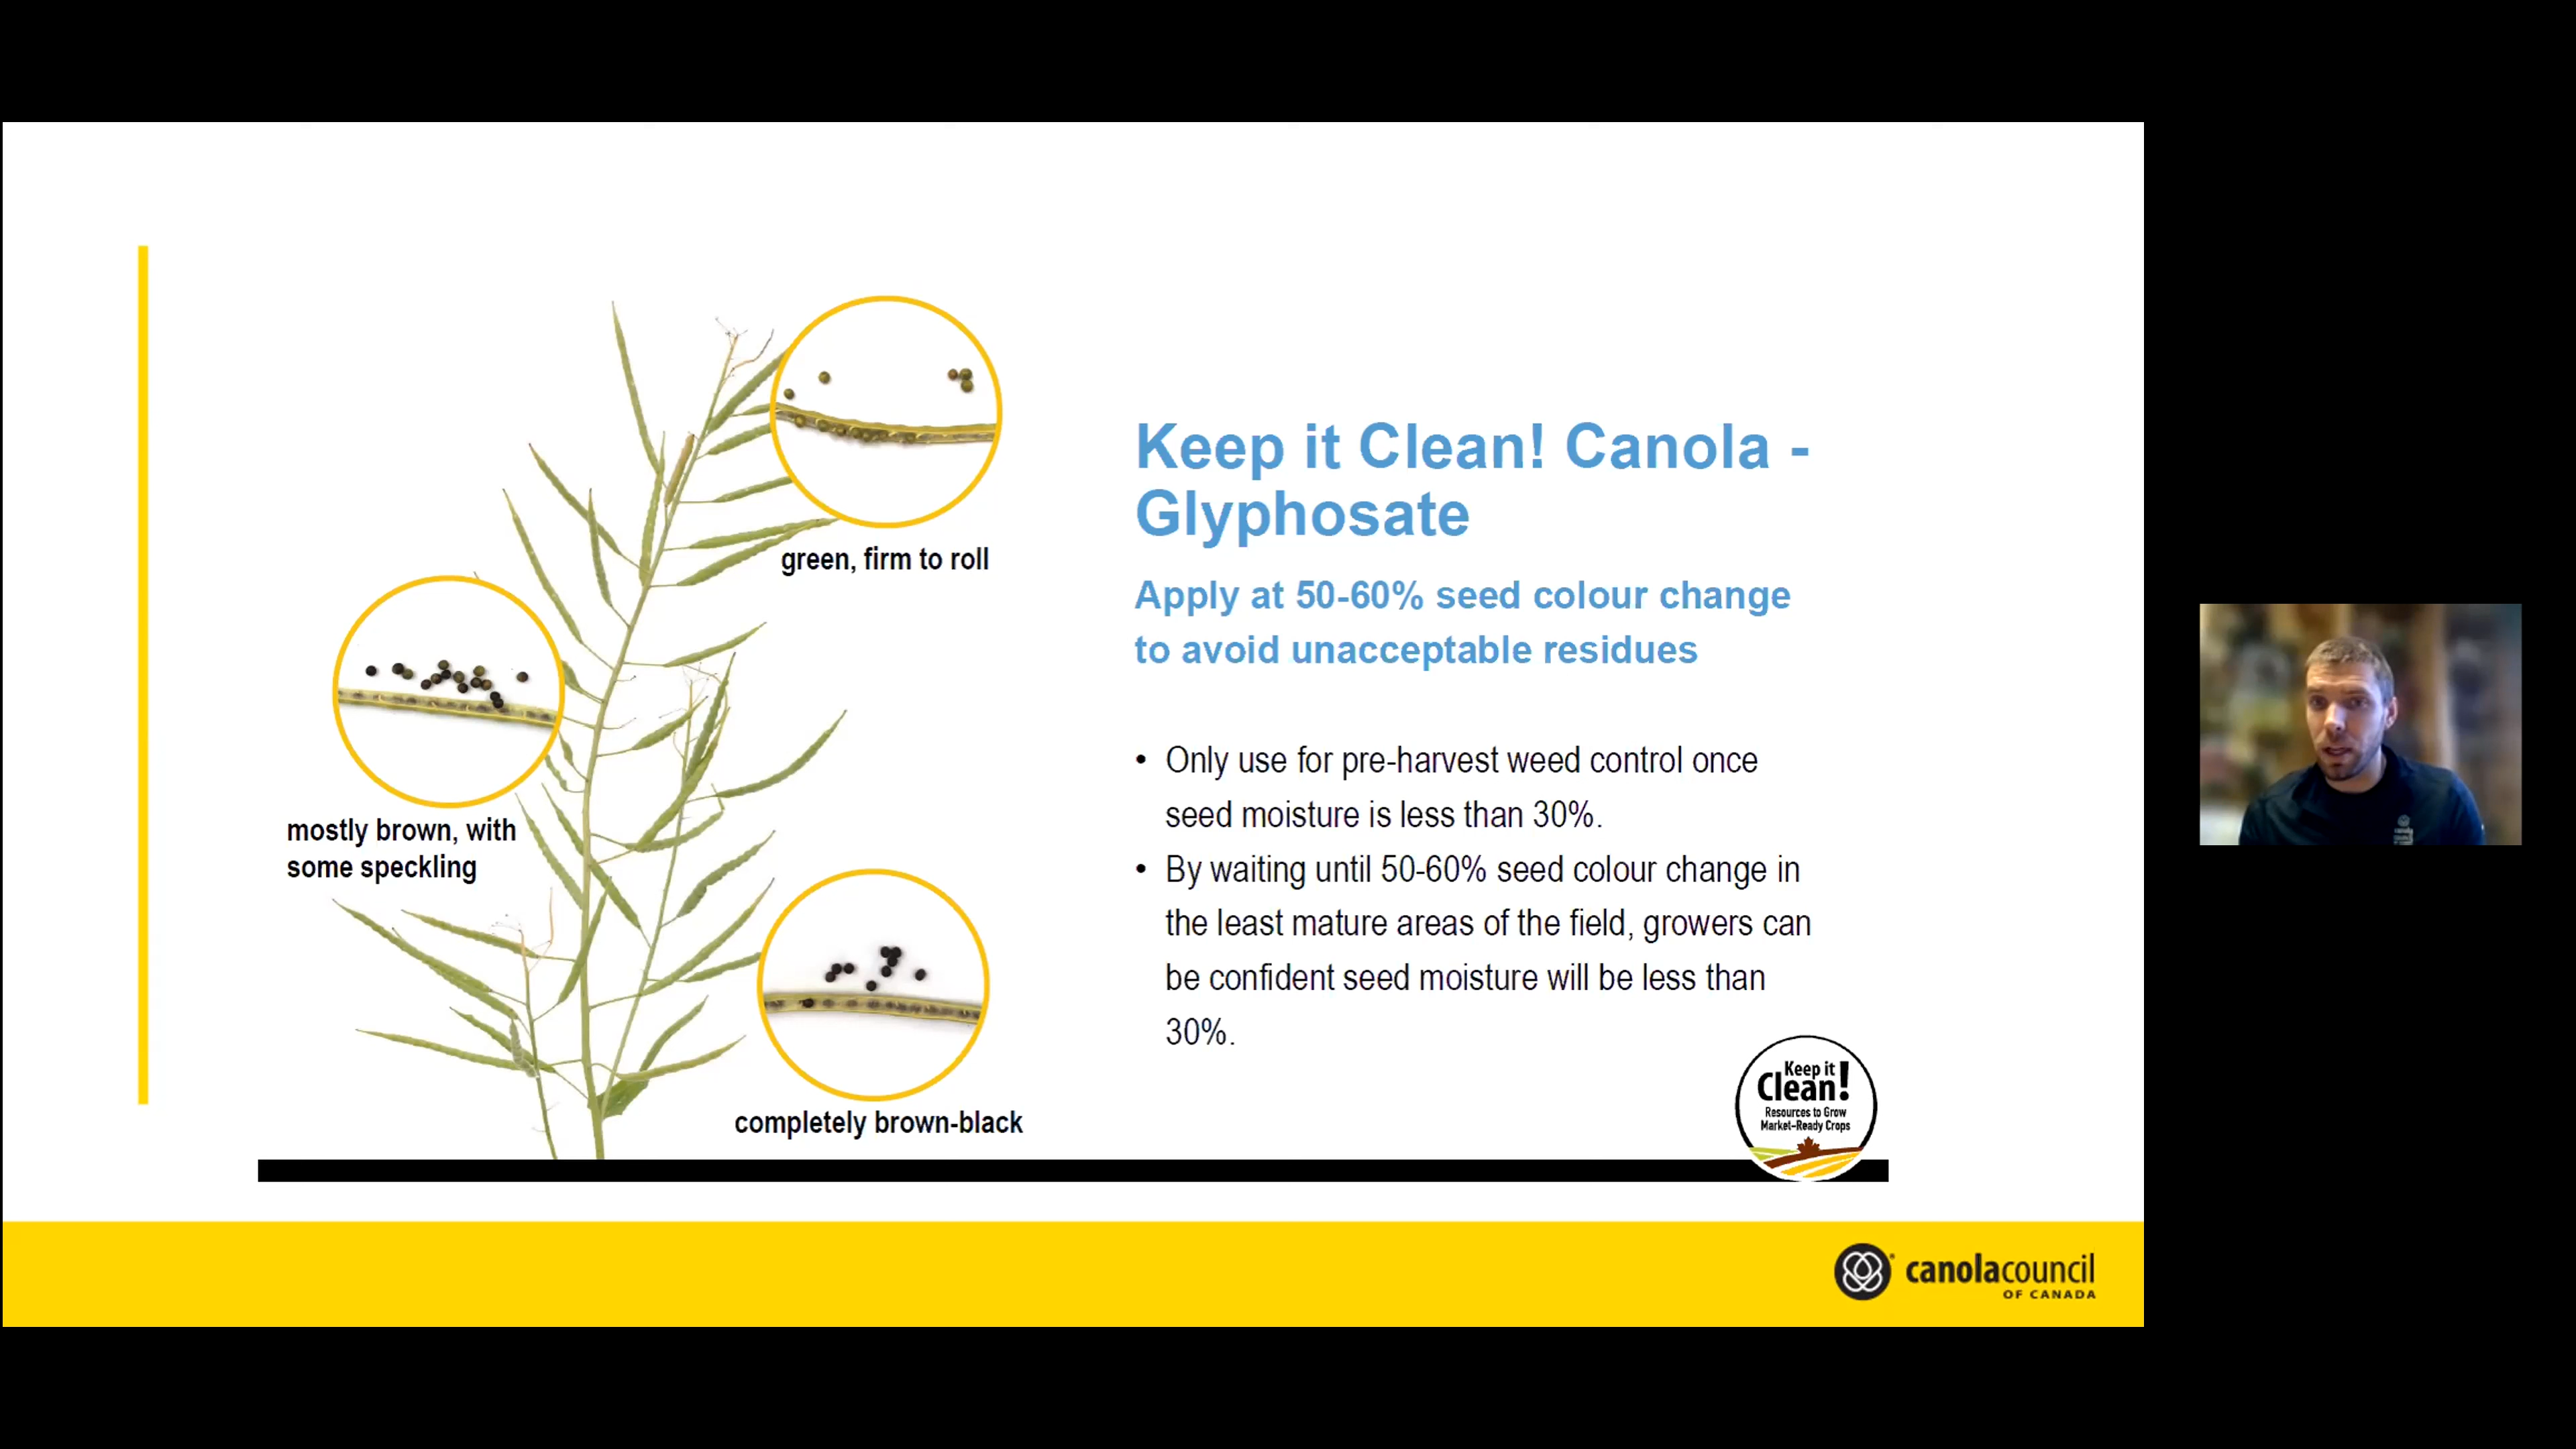 green, firm to roll
mostly brown, with
some speckling
completely brown-black
Keep it Clean! Canola -
Glyphosate
Apply at 50-60% seed colour change
to avoid unacceptable residues
• Only use for pre-harvest weed control once
seed moisture is less than 30%.
• By waiting until 50-60% seed colour change in
the least mature areas of the field, growers can
be confident seed moisture will be less than
30%.
Keep it
Clean!
Resources to Grow
Market-Ready Crops
canolacouncil
OF CANADA